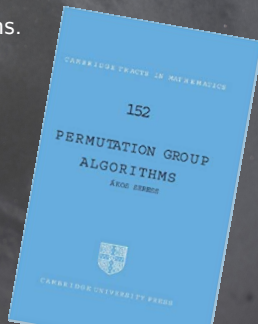 ns.
CAMBRIDGE TRACTS IN MATHEMATICS
152
PERMUTATION GROUP
ALGORITHMS
ÁKOS SERESS
CAMBRIDGE UNIVERSITY PRESS